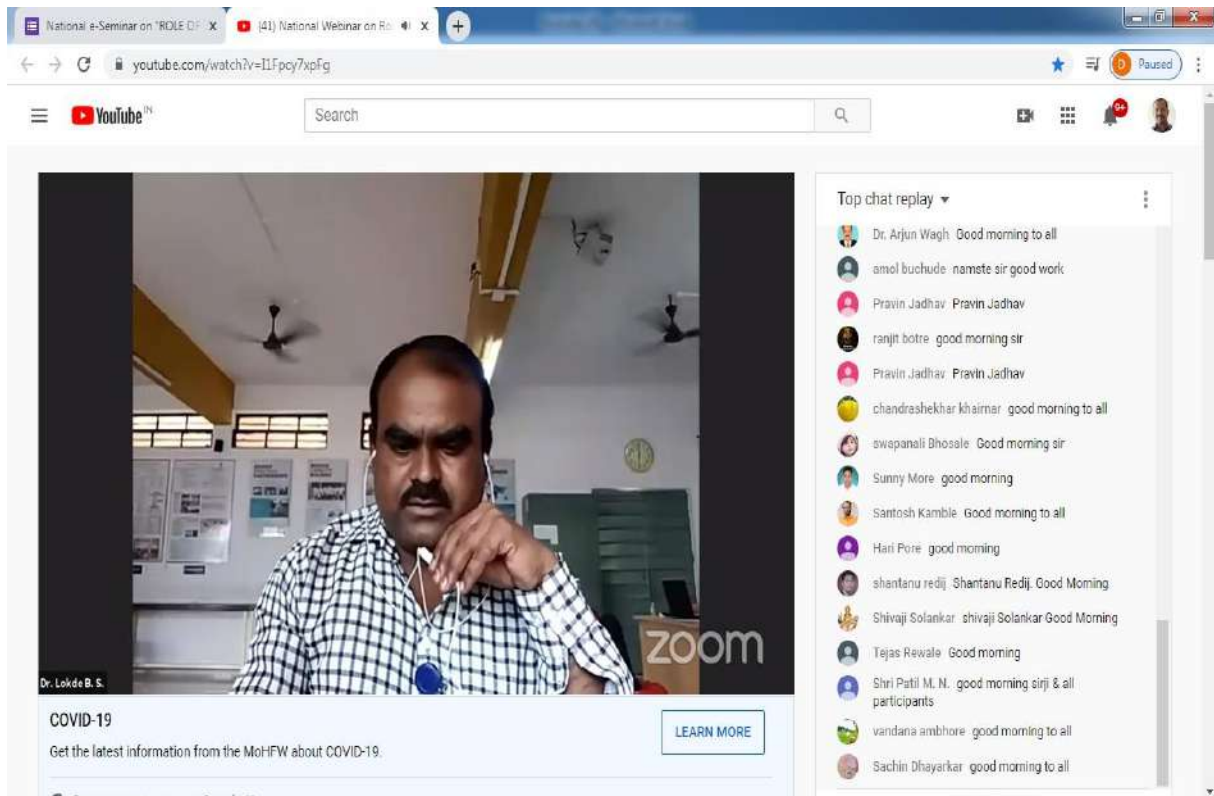 National e-Seminar on "ROLE OF
(41) National Webinar on Ro
youtube.com/watch?v=I1Fpcy7xpFg
Paused
YouTube IN
Search
9+
Top chat replay
Dr. Arjun Wagh Good morning to all
amol buchude namste sir good work
Pravin Jadhav Pravin Jadhav
ranjit botre good morning sir
Pravin Jadhav Pravin Jadhav
chandrashekhar khairnar good morning to all
swapanali Bhosale Good morning sir
Sunny More good morning
Santosh Kamble Good morning to all
Hari Pore good morning
shantanu redij Shantanu Redij. Good Morning
Shivaji Solankar shivaji Solankar Good Morning
Tejas Rewale Good morning
Shri Patil M. N. good morning sirji & all
participants
vandana ambhore good morning to all
Sachin Dhayarkar good morning to all
zoom
Dr. Lokde B. S.
COVID-19
LEARN MORE
Get the latest information from the MoHFW about COVID-19.